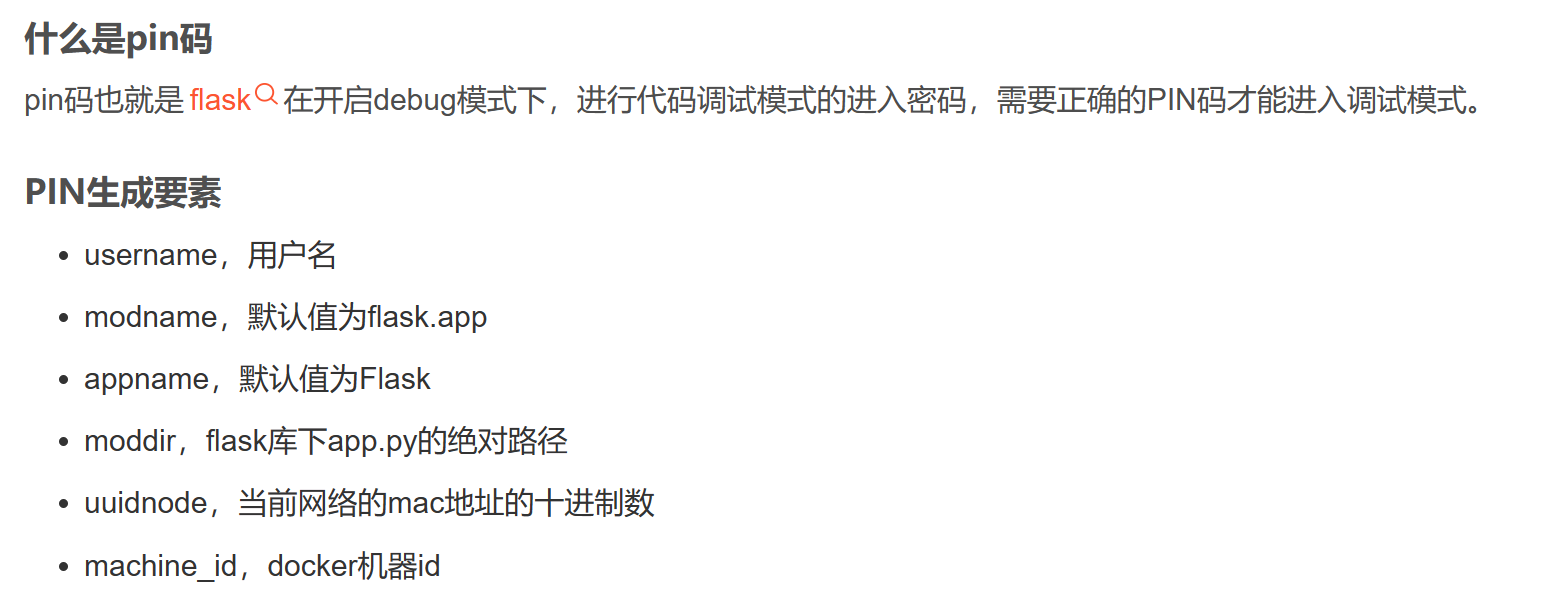 什么是pin码
pin码也就是flask在开启debug模式下，进行代码调试模式的进入密码，需要正确的PIN码才能进入调试模式。
PIN生成要素
• username，用户名
• modname，默认值为flask.app
• appname，默认值为Flask
• moddir，flask库下app.py的绝对路径
• uuidnode，当前网络的mac地址的十进制数
• machine_id，docker机器id